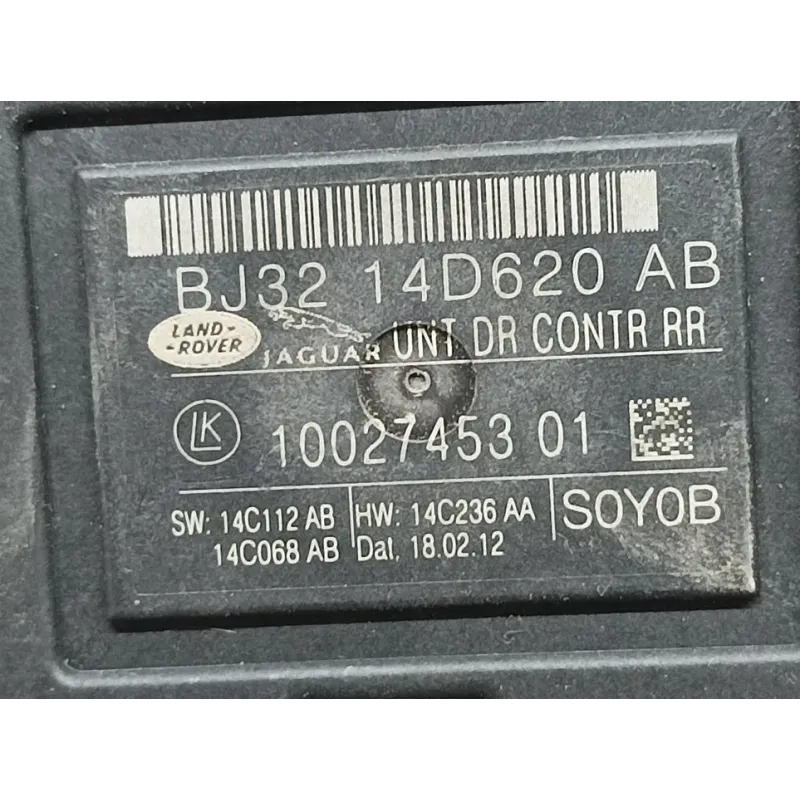 BJ32 14D620 AB
LAND-
-ROVER
JAGUAR
UNT DR CONTR RR
LK
10027453 01
SW: 14C112 AB
14C068 AB
HW: 14C236 AA
Dat. 18.02.12
SOYOB